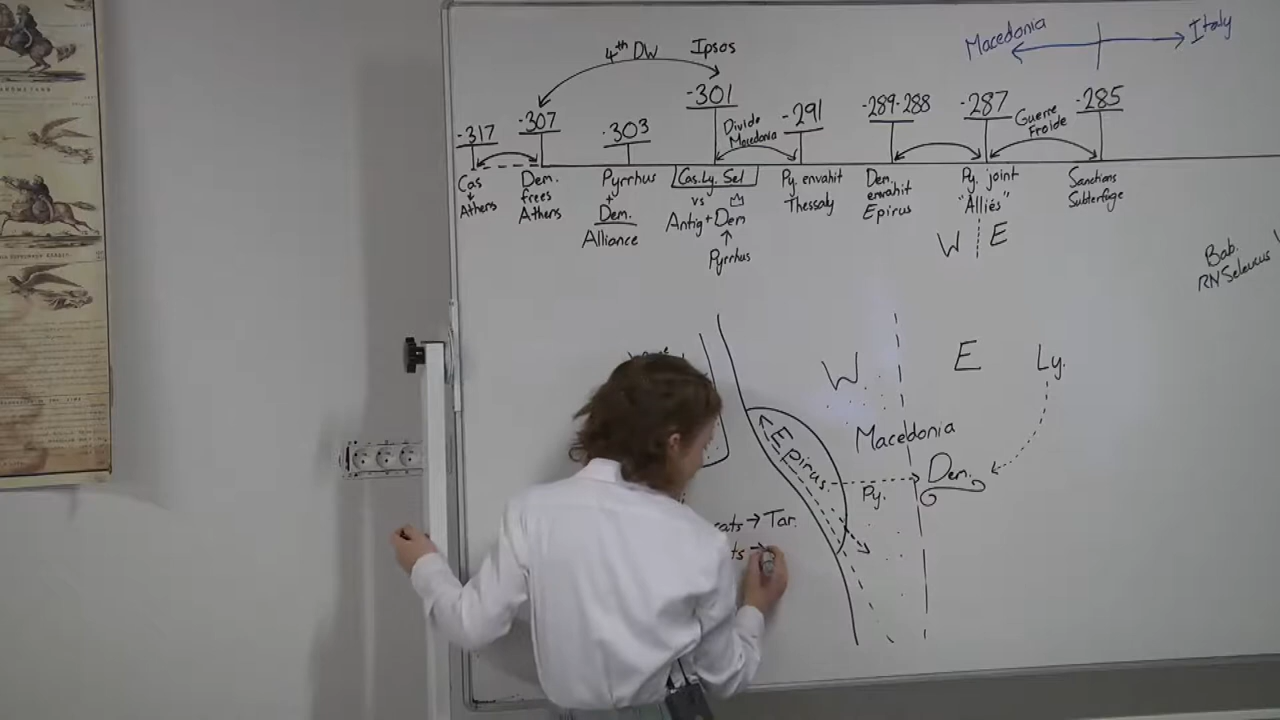 Macedonia
Italy
4th DW
Ipsos
-317
-307
-303
-301
-291
-289-288
-287
-285
Divide
Macedonia
Guerre
Froide
Cas
Athens
Dem.
frees
Athens
Pyrrhus
+
Dem.
Alliance
Cas. Ly. Sel
vs
Antig + Dem
↑
Pyrrhus
Py. envahit
Thessaly
Dem.
envahit
Epirus
Py. joint
"Alliés"
W E
Sanctions
Subterfuge
Bab.
RN Seleucus
W
E
Ly.
Macedonia
Epirus
Dem.
Py.
→ Tar.